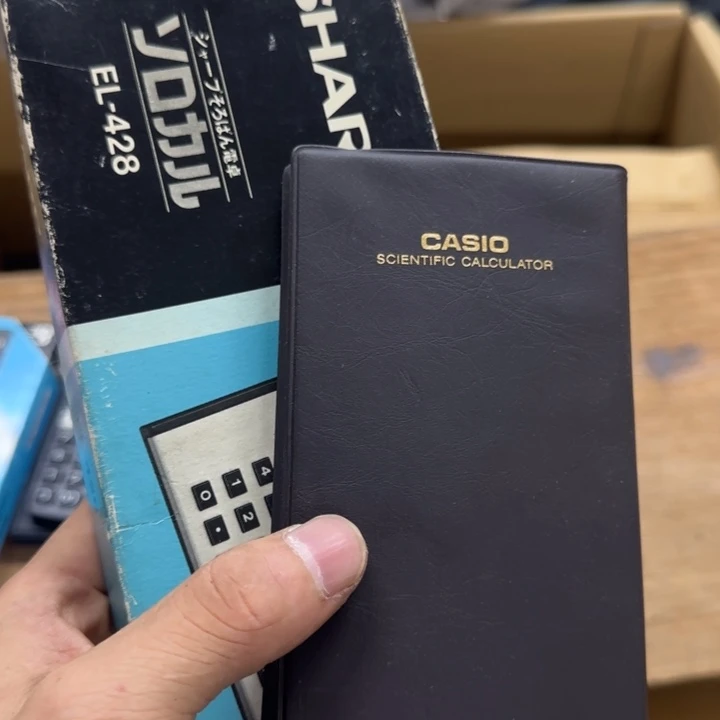 SHAR
シャープそろばん電卓
ソロカル
EL-428
CASIO
SCIENTIFIC CALCULATOR
4
1
2
0
•